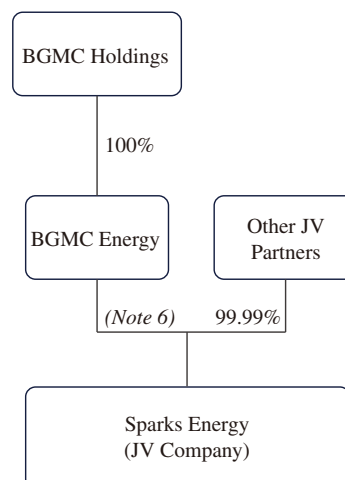 BGMC Holdings
100%
BGMC Energy
Other JV
Partners
(Note 6)
99.99%
Sparks Energy
(JV Company)